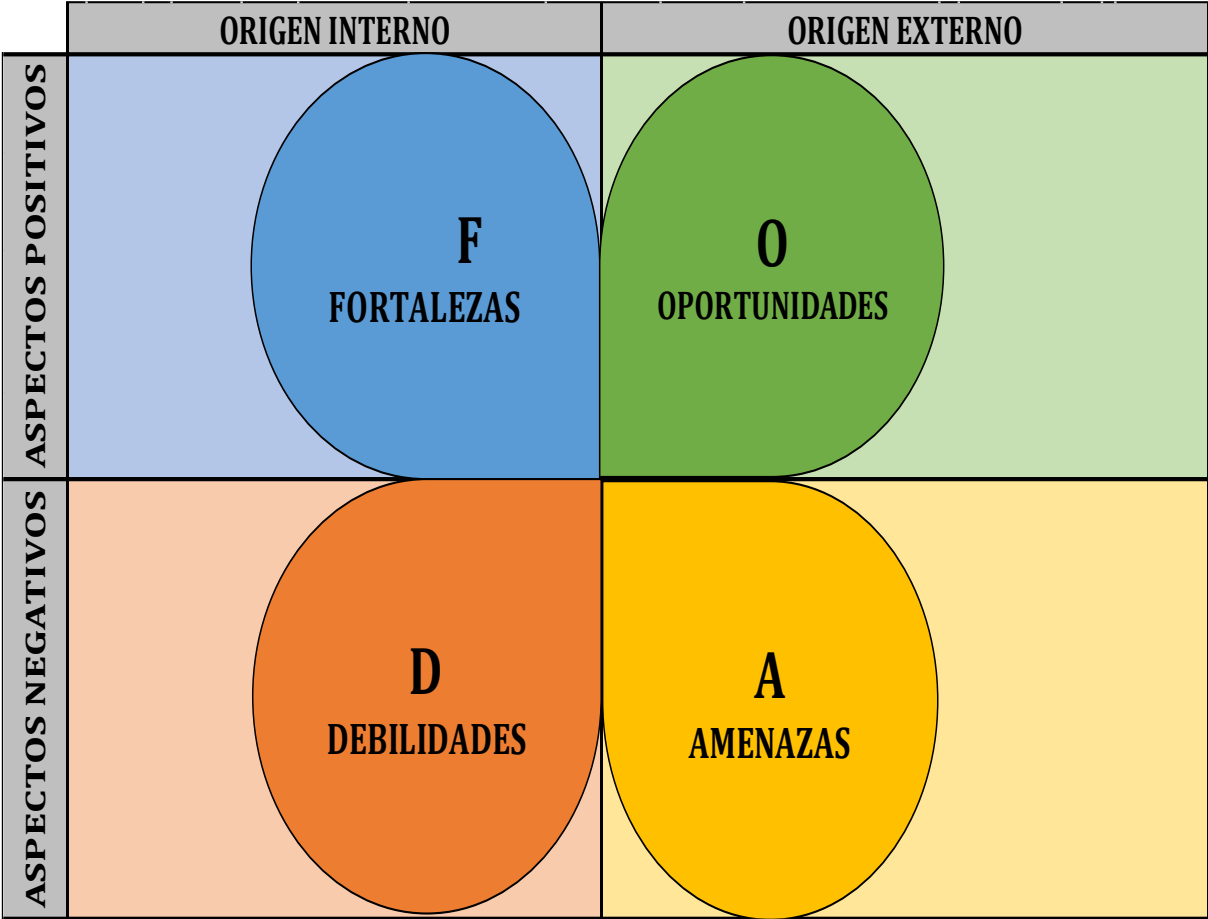 ORIGEN INTERNO
ORIGEN EXTERNO
ASPECTOS POSITIVOS
F
FORTALEZAS
O
OPORTUNIDADES
ASPECTOS NEGATIVOS
D
DEBILIDADES
A
AMENAZAS